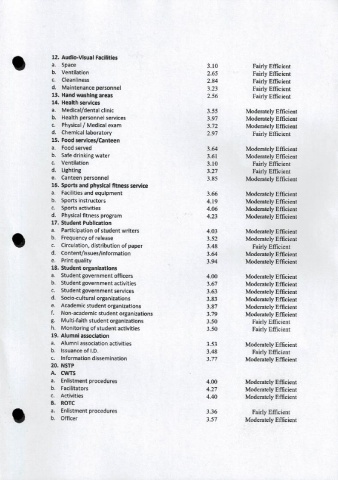 12. Audio-Visual Facilities
a. Space 3.10 Fairly Efficient
b. Ventilation 2.65 Fairly Efficient
c. Cleanliness 2.84 Fairly Efficient
d. Maintenance personnel 3.23 Fairly Efficient
13. Hand washing areas 2.56 Fairly Efficient
14. Health services
a. Medical/dental clinic 3.55 Moderately Efficient
b. Health personnel services 3.97 Moderately Efficient
c. Physical / Medical exam 3.72 Moderately Efficient
d. Chemical laboratory 2.97 Fairly Efficient
15. Food services/Canteen
a. Food served 3.64 Moderately Efficient
b. Safe drinking water 3.61 Moderately Efficient
c. Ventilation 3.10 Fairly Efficient
d. Lighting 3.27 Fairly Efficient
e. Canteen personnel 3.85 Moderately Efficient
16. Sports and physical fitness service
a Facilities and equipment 3.66 Moderately Efficient
b. Sports instructors 4.19 Moderately Efficient
c. Sports activities 4.06 Moderately Efficient
d. Physical fitness program 4.23 Moderately Efficient
17. Student Publication
a. Participation of student writers 4.03 Moderately Efficient
b. Frequency of release 3.52 Moderately Efficient
c. Circulation, distribution of paper 3.48 Fairly Efficient
d. Content/issues/information 3.64 Moderately Efficient
e. Print quality 3.94 Moderately Efficient
18. Student organizations
a. Student government officers 4.00 Moderately Efficient
b. Student government activities 3.67 Moderately Efficient
c. Student government services 3.63 Moderately Efficient
d. Socio-cultural organizations 3.83 Moderately Efficient
e. Academic student organizations 3.87 Moderately Efficient
f. Non-academic student organizations 3.79 Moderately Efficient
g. Multi-faith student organizations 3.50 Fairly Efficient
h. Monitoring of student activities 3.50 Fairly Efficient
19. Alumni association
a. Alumni association activities 3.53 Moderately Efficient
b. Issuance of I.D. 3.48 Fairly Efficient
c. Information dissemination 3.77 Moderately Efficient
20. NSTP
A. CWTS
a. Enlistment procedures 4.00 Moderately Efficient
b. Facilitators 4.27 Moderately Efficient
c. Activities 4.40 Moderately Efficient
B. ROTC
a. Enlistment procedures 3.36 Fairly Efficient
b. Officer 3.57 Moderately Efficient